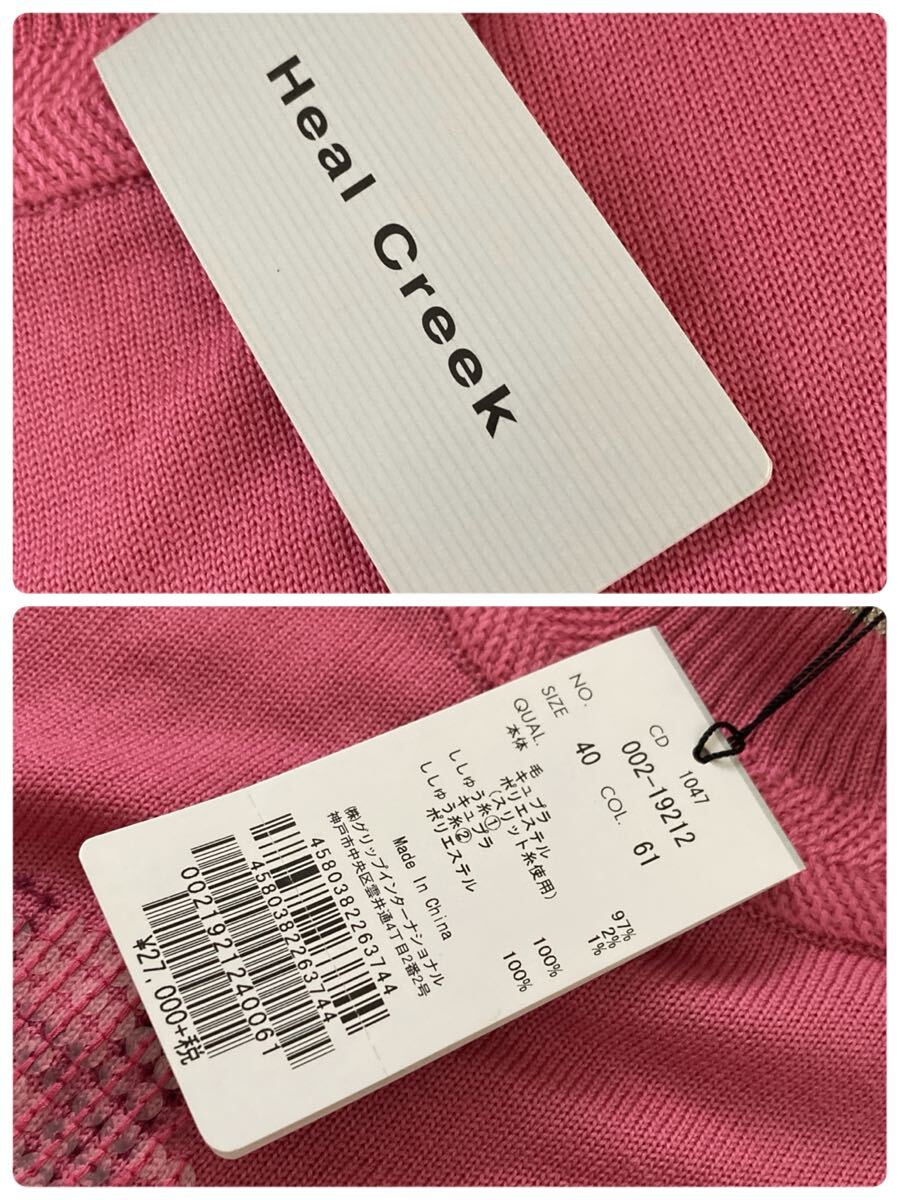 Heal Creek
CD 1047
NO. 002-19212
SIZE 40 COL. 61
QUAL.
本体 毛 97%
キュプラ 2%
ポリエステル 1%
(スリット糸使用)
ししゅう糸① キュプラ 100%
ししゅう糸② ポリエステル 100%
Made In China
(株)グリップインターナショナル
神戸市中央区雲井通4丁目2番2号
4580382263744
4580382263744
0021921240061
¥27,000+税